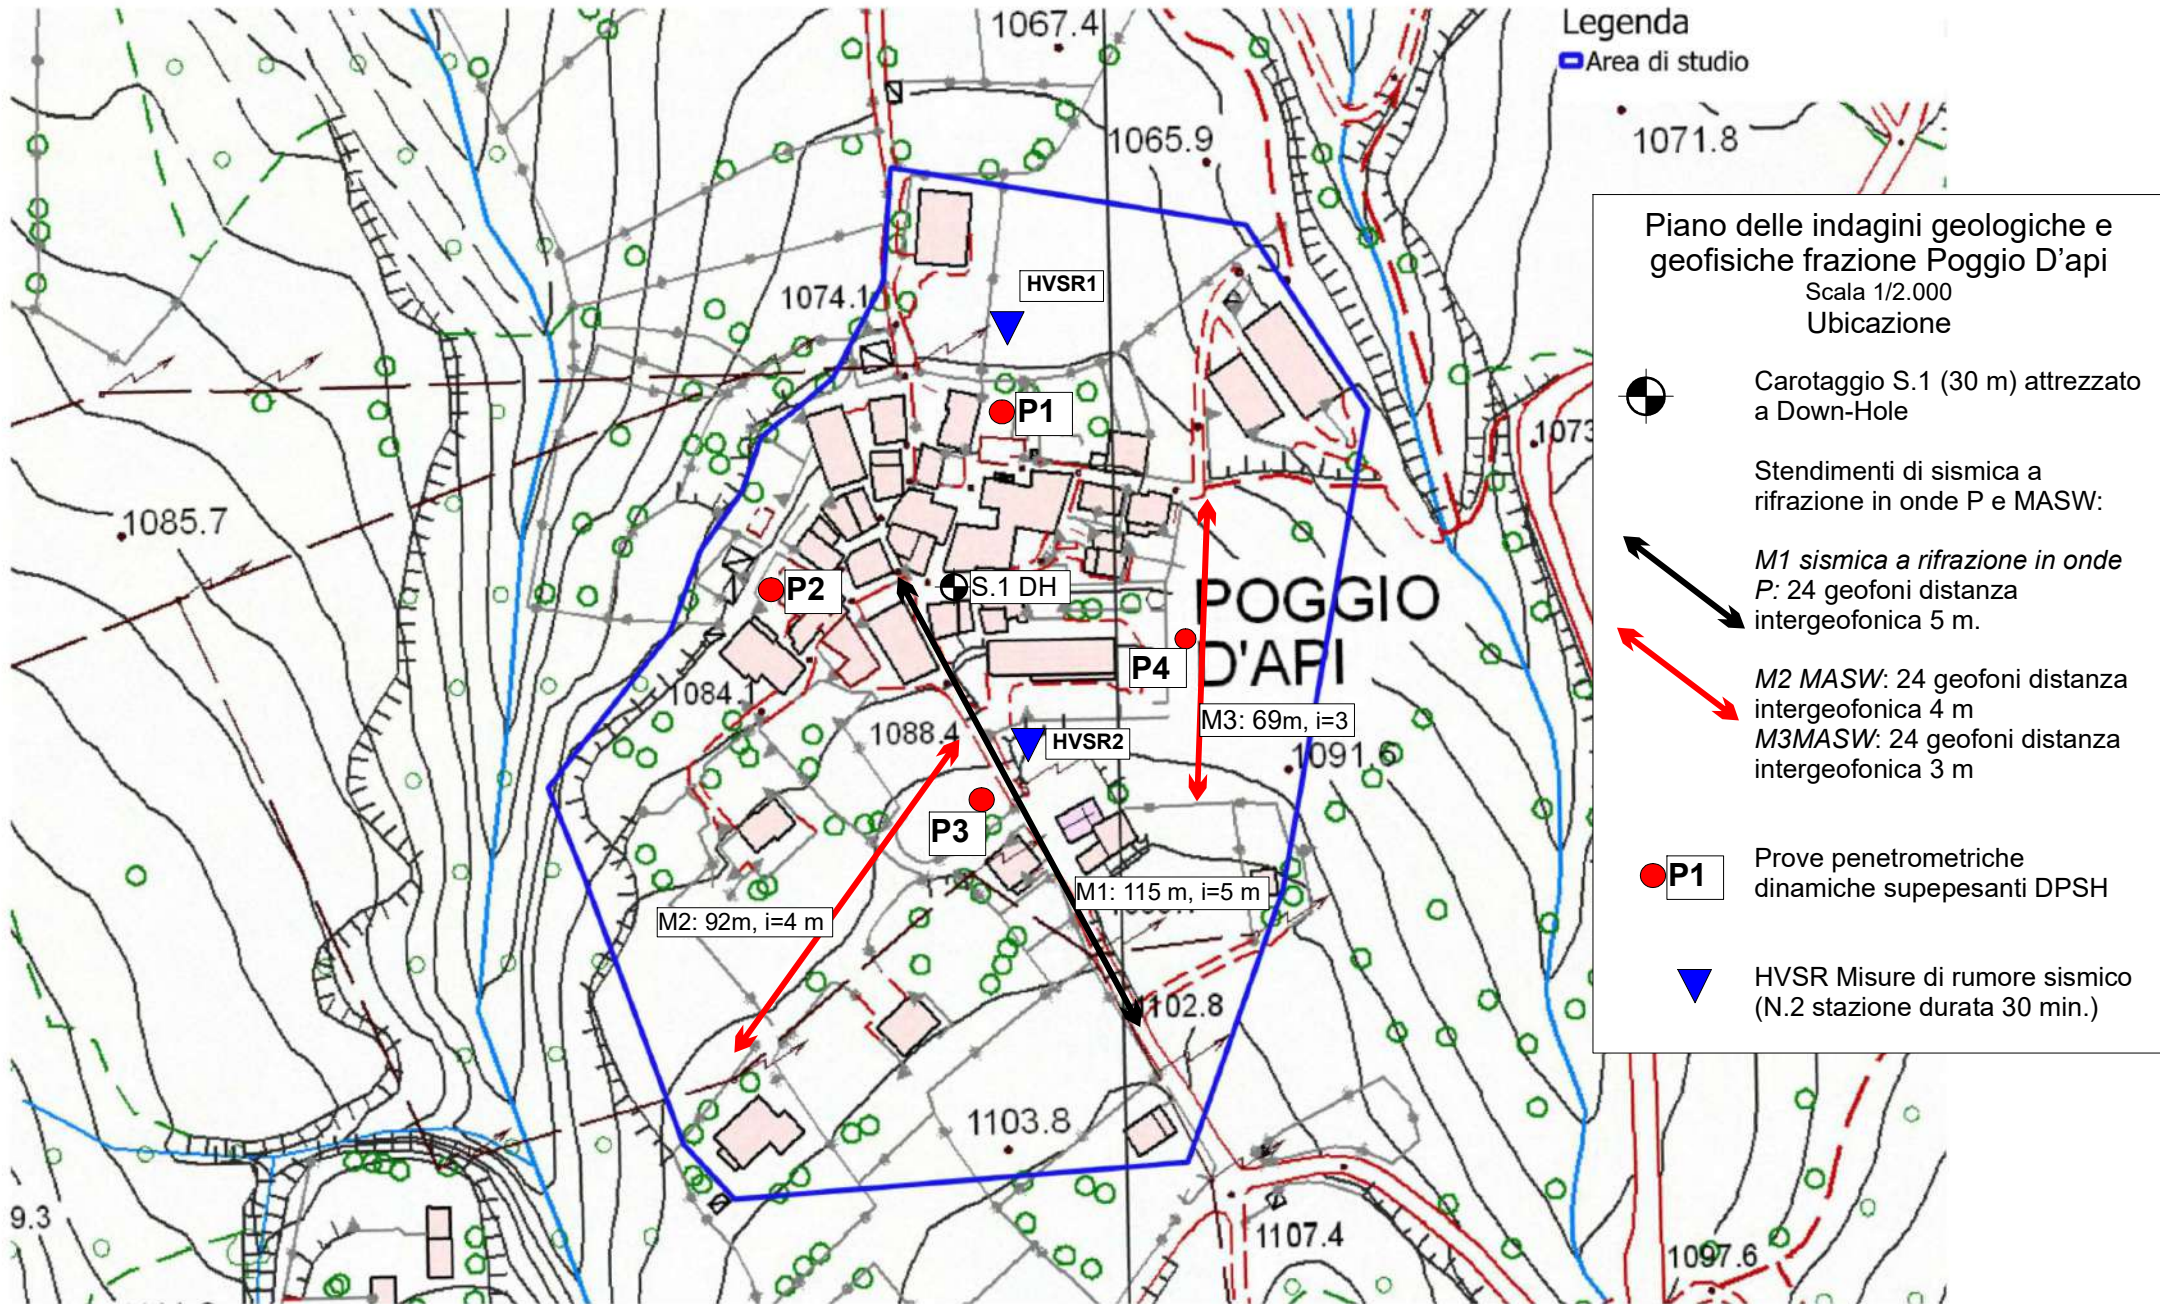 1067.4
Legenda
Area di studio
1065.9
1071.8
Piano delle indagini geologiche e
geofisiche frazione Poggio D'api
Scala 1/2.000
Ubicazione
HVSR1
1074.1
Carotaggio S.1 (30 m) attrezzato
a Down-Hole
P1
1073
Stendimenti di sismica a
rifrazione in onde P e MASW:
1085.7
M1 sismica a rifrazione in onde
P: 24 geofoni distanza
intergeofonica 5 m.
P2
S.1 DH
POGGIO
D'API
P4
1084.1
M2 MASW: 24 geofoni distanza
intergeofonica 4 m
M3MASW: 24 geofoni distanza
intergeofonica 3 m
M3: 69m, i=3
1088.4
HVSR2
1091.6
P3
P1
Prove penetrometriche
dinamiche supepesanti DPSH
M1: 115 m, i=5 m
M2: 92m, i=4 m
HVSR Misure di rumore sismico
(N.2 stazione durata 30 min.)
1102.8
1103.8
9.3
1107.4
1097.6